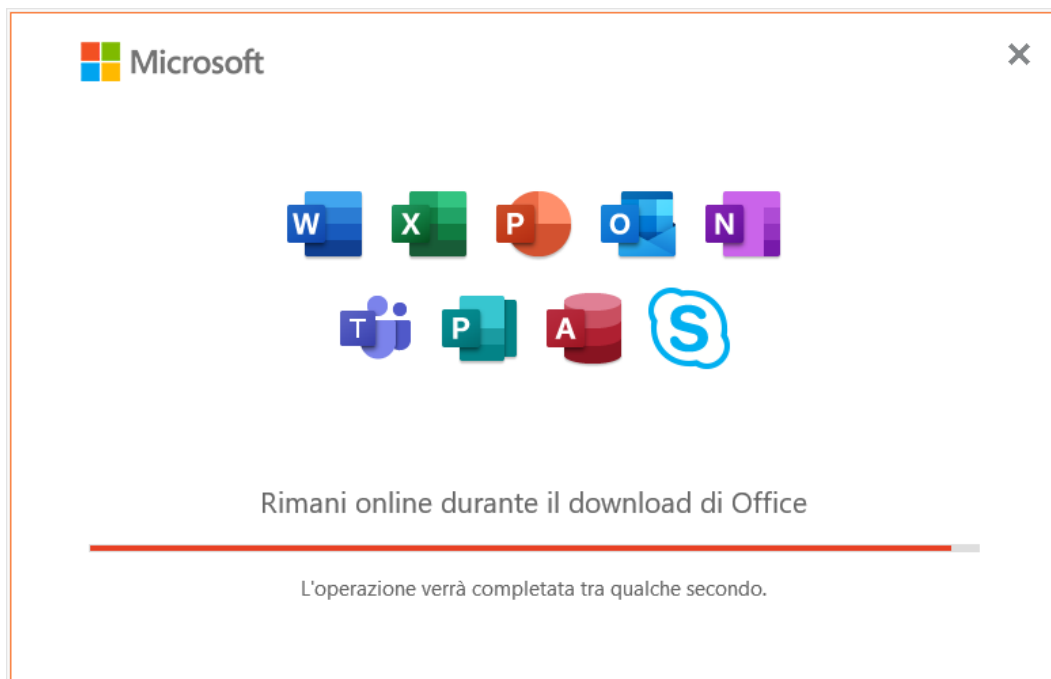 Microsoft
W X P O N
T P A S
Rimani online durante il download di Office
L'operazione verrà completata tra qualche secondo.